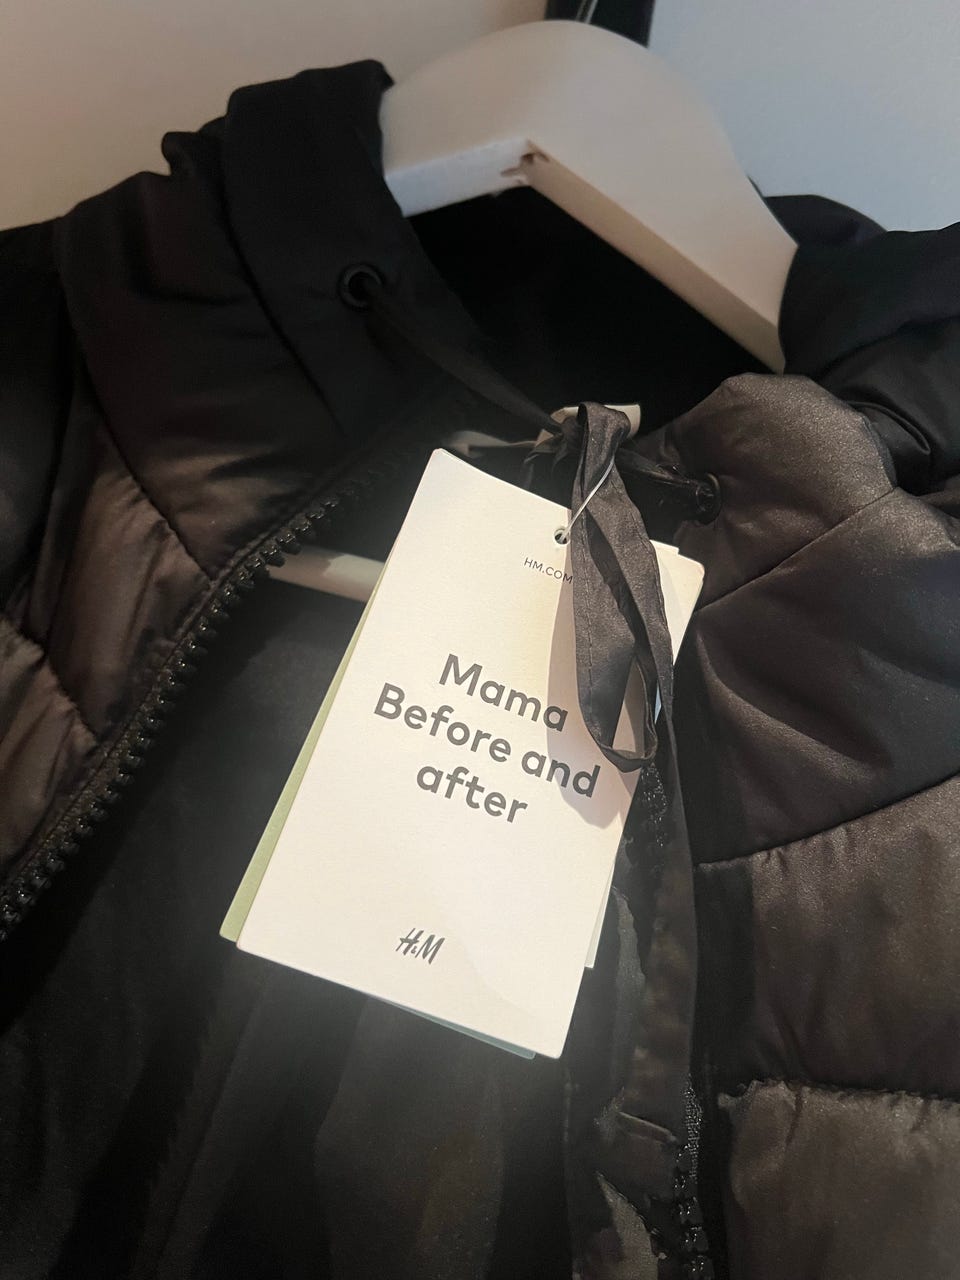 HM.COM
Mama
Before and
after
H&M